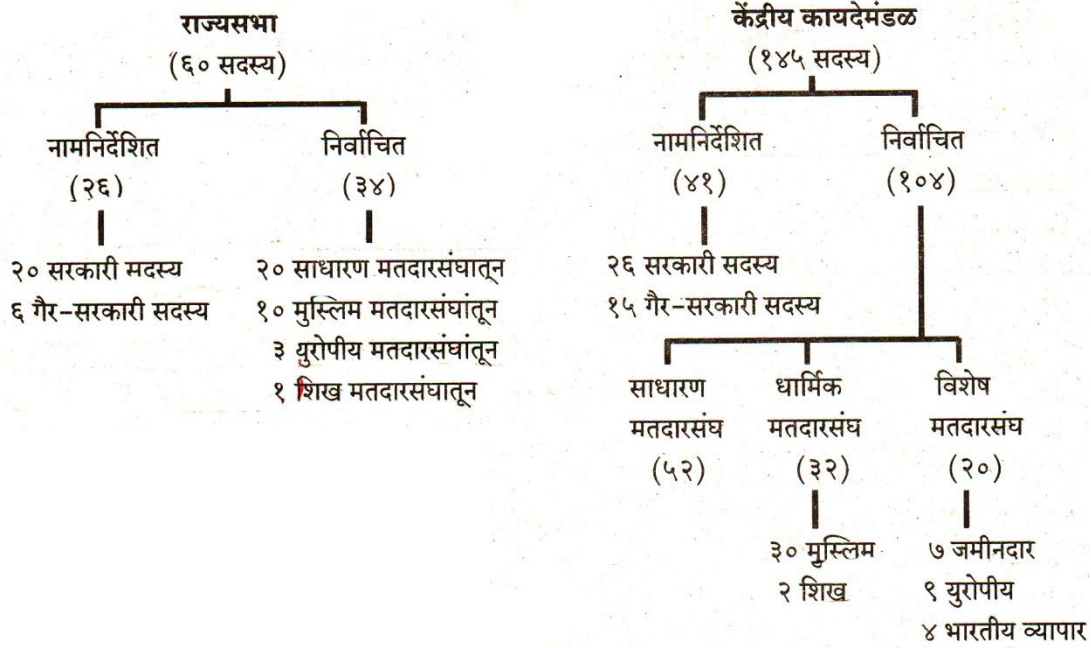 राज्यसभा
(६० सदस्य)
नामनिर्देशित
(२६)
निर्वाचित
(३४)
२० सरकारी मदस्य
६ गैर-सरकारी सदस्य
२० साधारण मतदारसंघातून
१० मुस्लिम मतदारसंघांतून
३ युरोपीय मतदारसंघांतून
१ शिख मतदारसंघातून
केंद्रीय कायदेमंडळ
(१४५ सदस्य)
नामनिर्देशित
(४१)
निर्वाचित
(१०४)
२६ सरकारी सदस्य
१५ गैर-सरकारी सदस्य
साधारण
मतदारसंघ
(५२)
धार्मिक
मतदारसंघ
(३२)
विशेष
मतदारसंघ
(२०)
३० मुस्लिम
२ शिख
७ जमीनदार
९ युरोपीय
४ भारतीय व्यापार